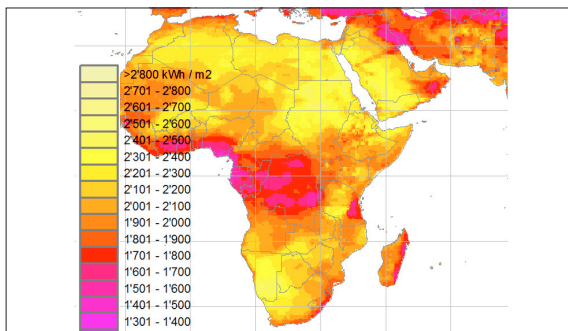 >2'800 kWh / m2
2'701 - 2'800
2'601 - 2'700
2'501 - 2'600
2'401 - 2'500
2'301 - 2'400
2'201 - 2'300
2'101 - 2'200
2'001 - 2'100
1'901 - 2'000
1'801 - 1'900
1'701 - 1'800
1'601 - 1'700
1'501 - 1'600
1'401 - 1'500
1'301 - 1'400